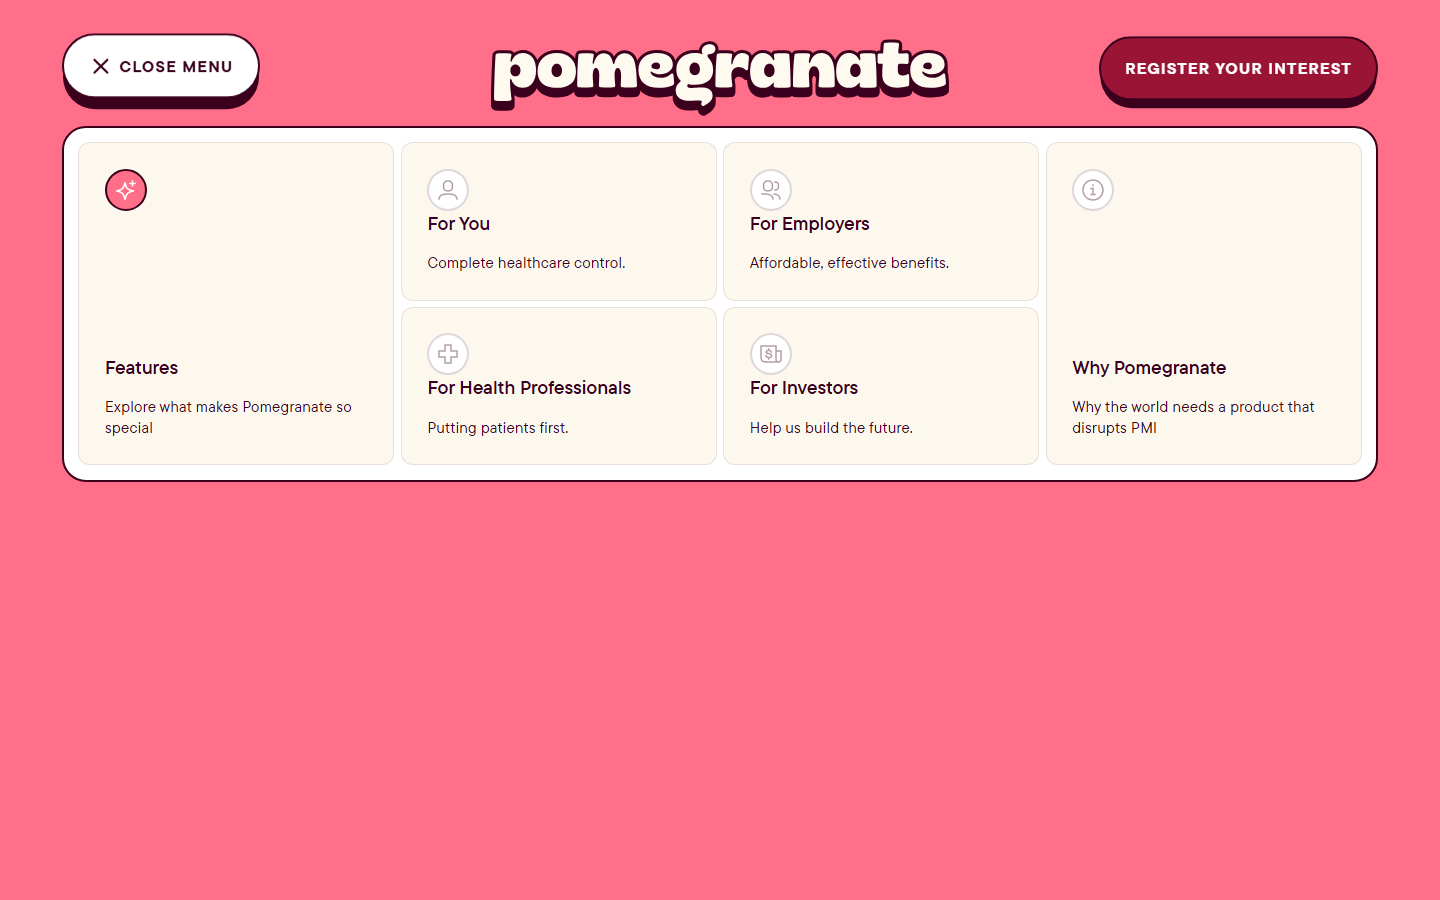 CLOSE MENU
pomegranate
REGISTER YOUR INTEREST
Features
Explore what makes Pomegranate so
special
For You
Complete healthcare control.
For Employers
Affordable, effective benefits.
For Health Professionals
Putting patients first.
For Investors
Help us build the future.
Why Pomegranate
Why the world needs a product that
disrupts PMI